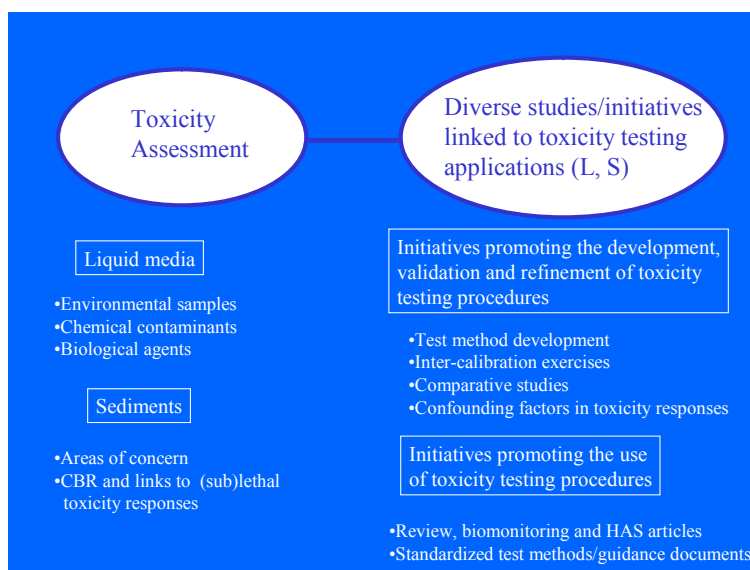 Toxicity
Assessment
Diverse studies/initiatives
linked to toxicity testing
applications (L, S)
Liquid media
•Environmental samples
•Chemical contaminants
•Biological agents
Sediments
•Areas of concern
•CBR and links to (sub)lethal
toxicity responses
Initiatives promoting the development,
validation and refinement of toxicity
testing procedures
•Test method development
•Inter-calibration exercises
•Comparative studies
•Confounding factors in toxicity responses
Initiatives promoting the use
of toxicity testing procedures
•Review, biomonitoring and HAS articles
•Standardized test methods/guidance documents